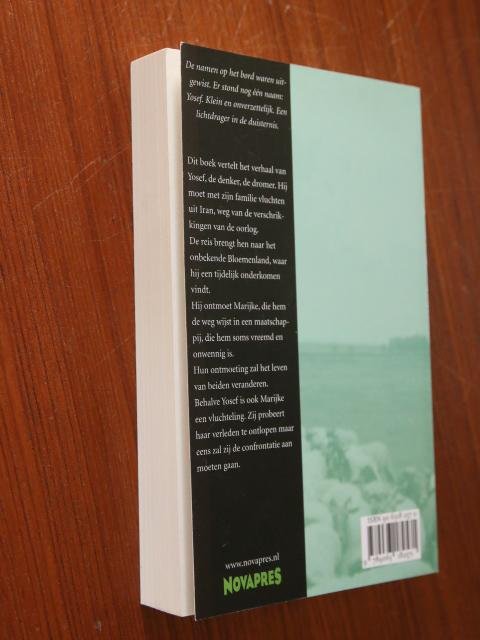 De namen op het bord waren uit-
gewist. Er stond nog één naam:
Yosef. Klein en onverzettelijk. Een
lichtdrager in de duisternis.
Dit boek vertelt het verhaal van
Yosef, de denker, de dromer. Hij
moet met zijn familie vluchten
uit Iran, weg van de verschrik-
kingen van de oorlog.
De reis brengt hen naar het
onbekende Bloemenland, waar
hij een tijdelijk onderkomen
vindt.
Hij ontmoet Marijke, die hem
de weg wijst in een maatschap-
pij, die hem soms vreemd en
onwennig is.
Hun ontmoeting zal het leven
van beiden veranderen.
Behalve Yosef is ook Marijke
een vluchteling. Zij probeert
haar verleden te ontlopen maar
eens zal zij de confrontatie aan
moeten gaan.
www.novapres.nl
NOVAPRES
ISBN